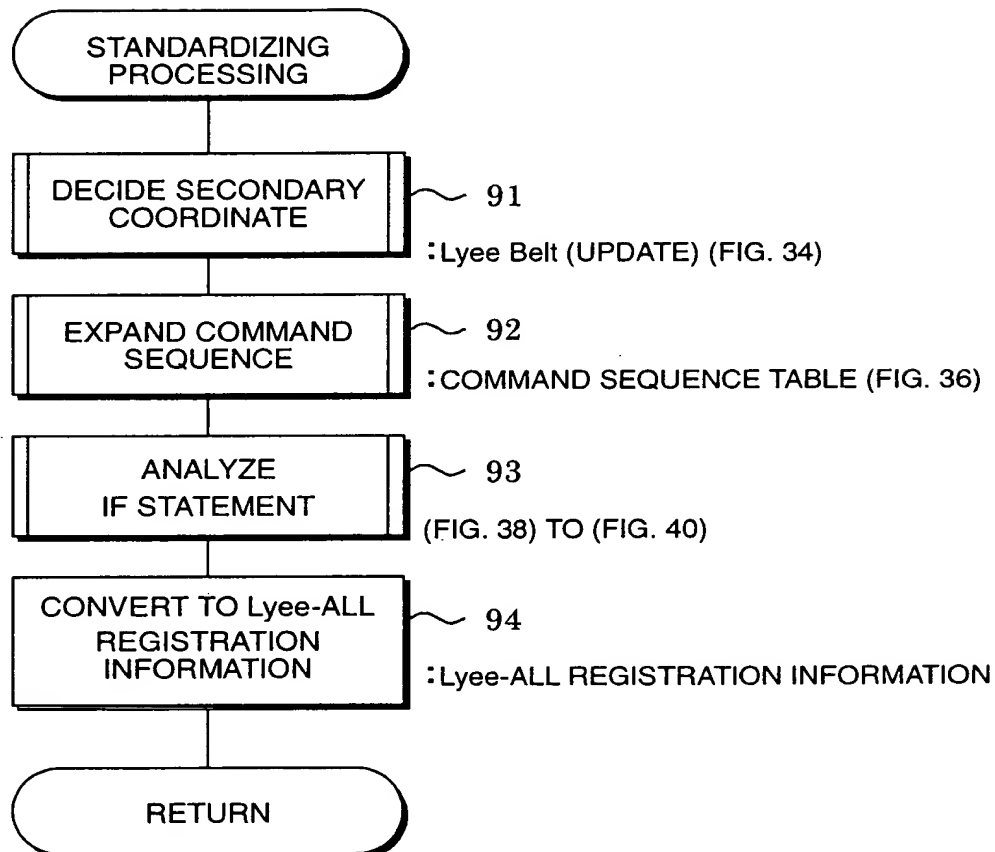 STANDARDIZING
PROCESSING
DECIDE SECONDARY
COORDINATE
91
:Lyee Belt (UPDATE) (FIG. 34)
EXPAND COMMAND
SEQUENCE
92
:COMMAND SEQUENCE TABLE (FIG. 36)
ANALYZE
IF STATEMENT
93
(FIG. 38) TO (FIG. 40)
CONVERT TO Lyee-ALL
REGISTRATION
INFORMATION
94
:Lyee-ALL REGISTRATION INFORMATION
RETURN